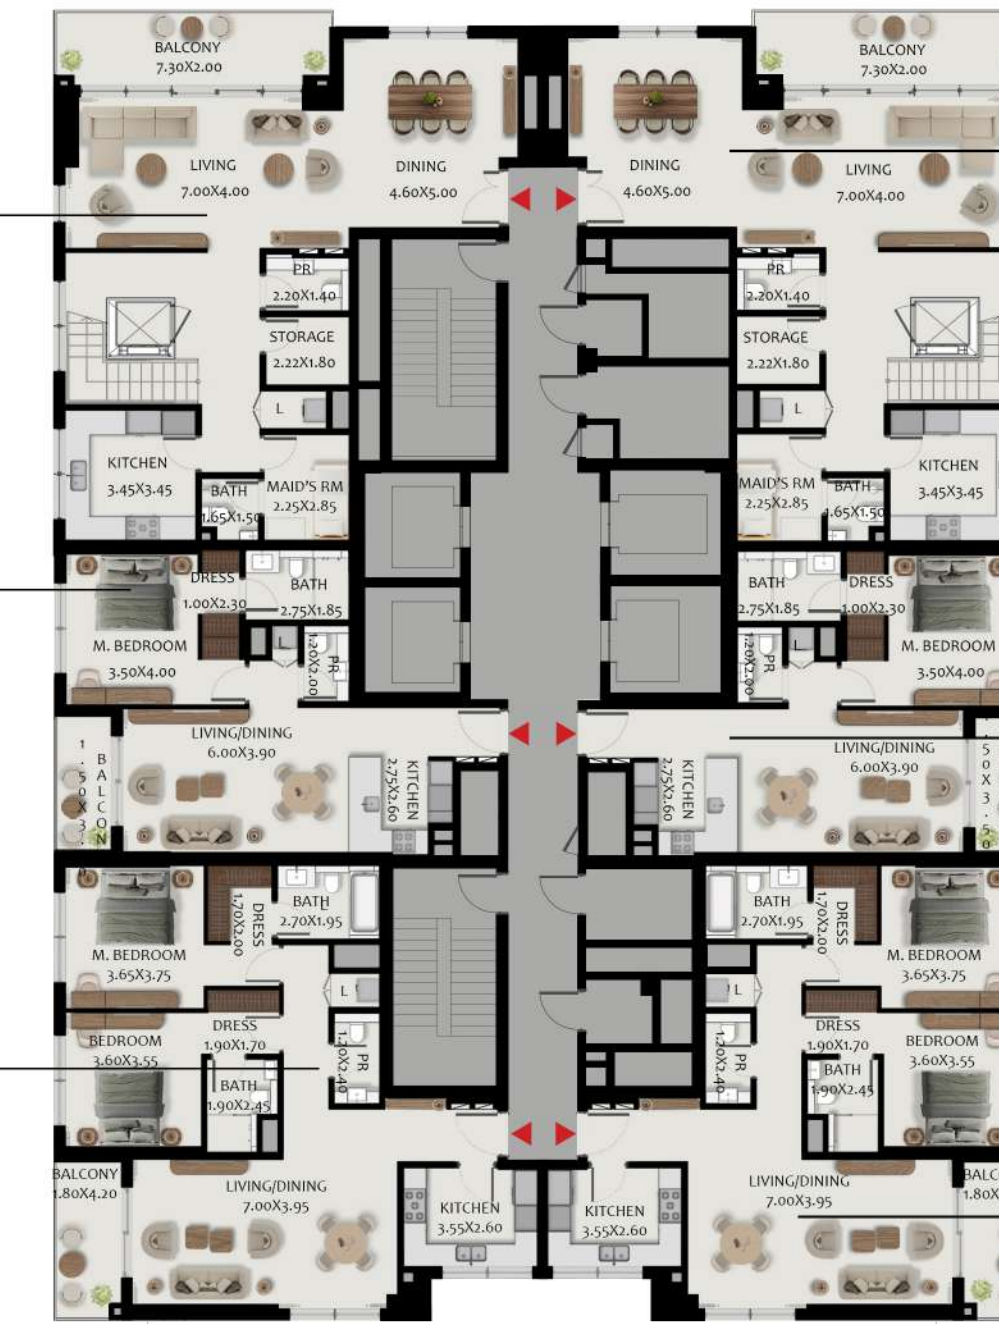 BALCONY
7.30X2.00
LIVING
7.00X4.00
DINING
4.60X5.00
PR
2.20X1.40
STORAGE
2.22X1.80
L
KITCHEN
3.45X3.45
BATH
1.65X1.50
MAID'S RM
2.25X2.85
DINING
4.60X5.00
BALCONY
7.30X2.00
LIVING
7.00X4.00
PR
2.20X1.40
STORAGE
2.22X1.80
L
MAID'S RM
2.25X2.85
BATH
1.65X1.50
KITCHEN
3.45X3.45
DRESS
1.00X2.30
BATH
2.75X1.85
M. BEDROOM
3.50X4.00
L
PR
1.20X2.00
LIVING/DINING
6.00X3.90
KITCHEN
2.75X2.60
BALCON
1.50X3.
BATH
2.75X1.85
DRESS
1.00X2.30
PR
1.20X2.00
L
M. BEDROOM
3.50X4.00
KITCHEN
2.75X2.60
LIVING/DINING
6.00X3.90
50X3.50
M. BEDROOM
3.65X3.75
DRESS
1.70X2.00
BATH
2.70X1.95
L
L
DRESS
1.90X1.70
BEDROOM
3.60X3.55
BATH
1.90X2.45
PR
1.20X2.40
BALCONY
1.80X4.20
LIVING/DINING
7.00X3.95
KITCHEN
3.55X2.60
BATH
2.70X1.95
DRESS
1.70X2.00
M. BEDROOM
3.65X3.75
L
PR
1.20X2.40
DRESS
1.90X1.70
BATH
1.90X2.45
BEDROOM
3.60X3.55
KITCHEN
3.55X2.60
LIVING/DINING
7.00X3.95
BALC
1.80X